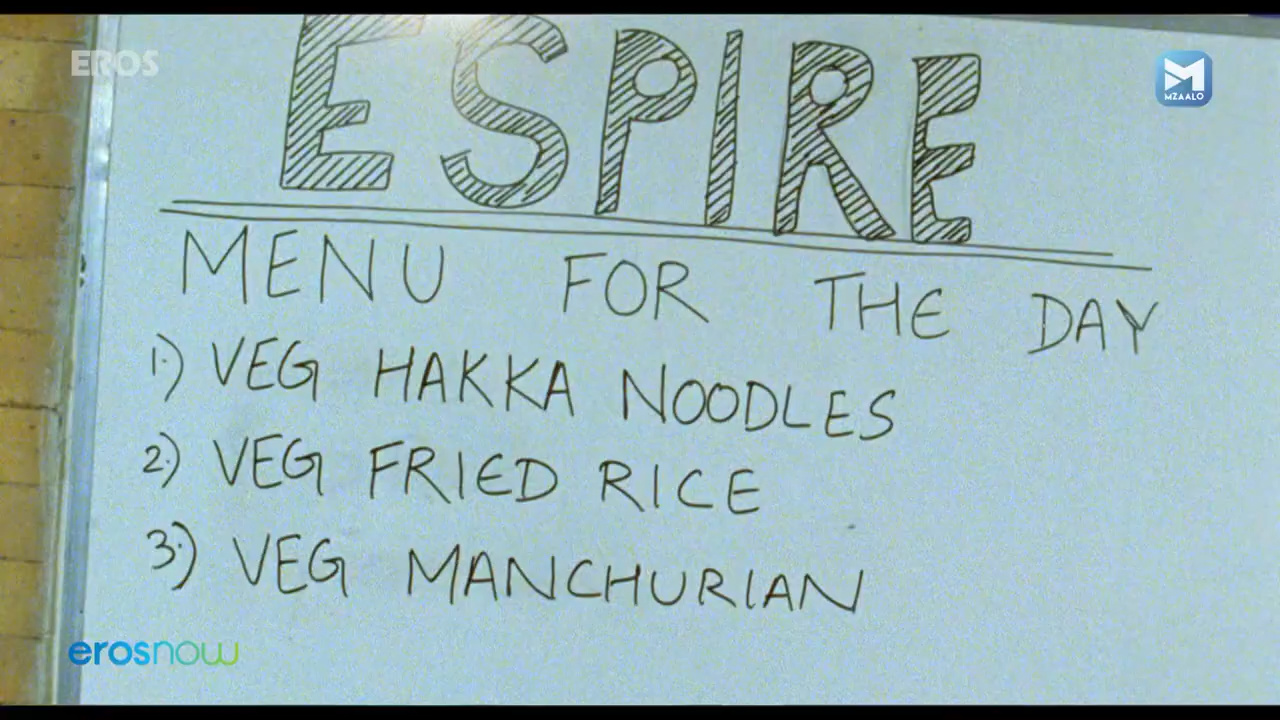 ESPIRE
EROS
MZAALO
MENU FOR THE DAY
1.) VEG HAKKA NOODLES
2.) VEG FRIED RICE
3.) VEG MANCHURIAN
erosnow